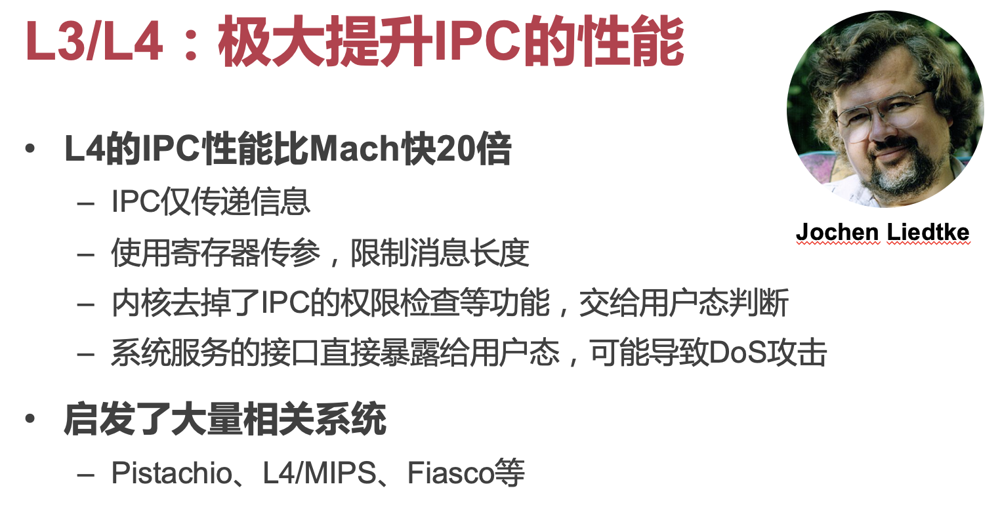 L3/L4：极大提升IPC的性能
• L4的IPC性能比Mach快20倍
– IPC仅传递信息
– 使用寄存器传参，限制消息长度
– 内核去掉了IPC的权限检查等功能，交给用户态判断
– 系统服务的接口直接暴露给用户态，可能导致DoS攻击
• 启发了大量相关系统
– Pistachio、L4/MIPS、Fiasco等
Jochen Liedtke